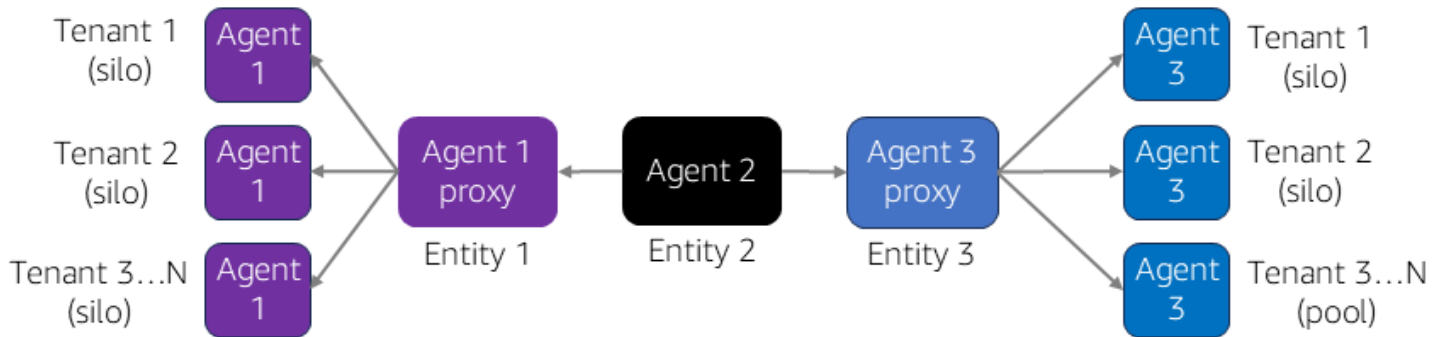 Tenant 1
(silo)
Agent
1
Agent
3
Tenant 1
(silo)
Tenant 2
(silo)
Agent
1
Agent 1
proxy
Entity 1
Agent 2
Entity 2
Agent 3
proxy
Entity 3
Agent
3
Tenant 2
(silo)
Tenant 3...N
(silo)
Agent
1
Agent
3
Tenant 3...N
(pool)